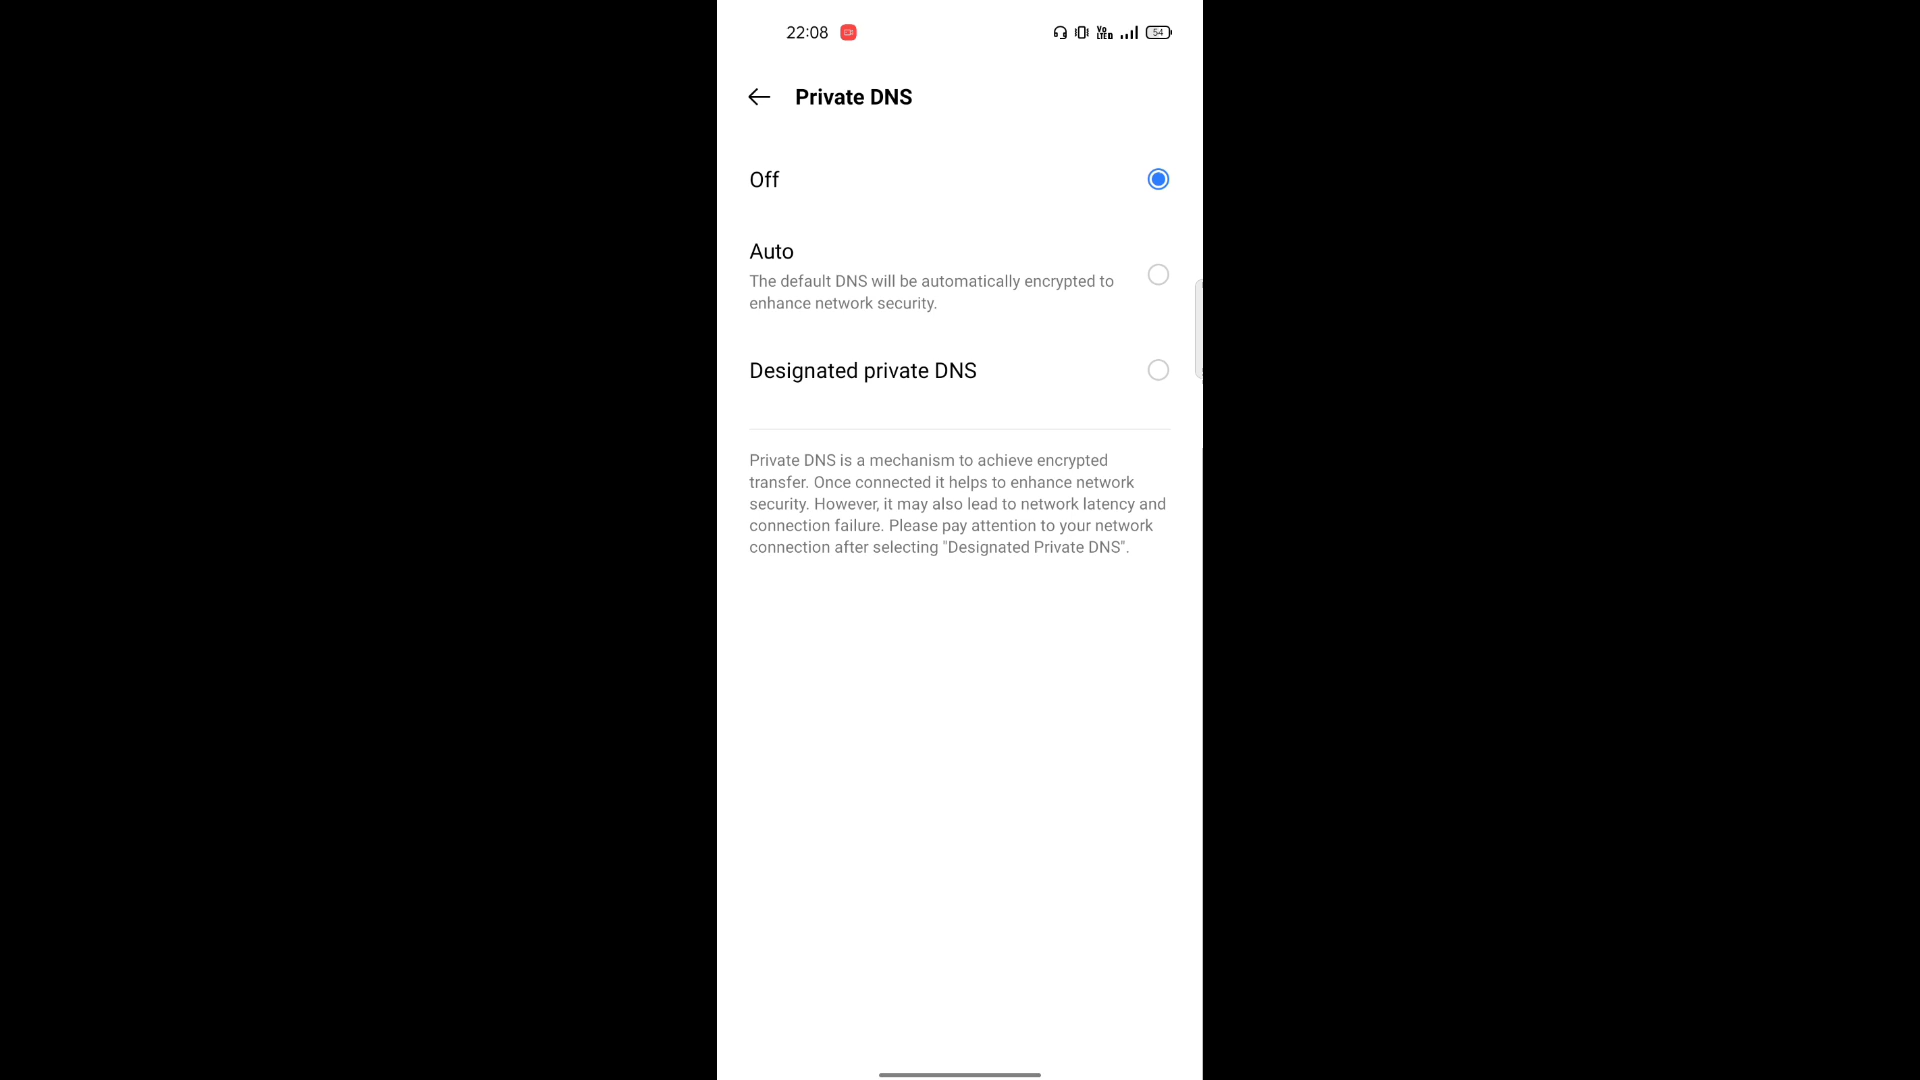 22:08
Vo
LTE
54
Private DNS
Off
Auto
The default DNS will be automatically encrypted to
enhance network security.
Designated private DNS
Private DNS is a mechanism to achieve encrypted
transfer. Once connected it helps to enhance network
security. However, it may also lead to network latency and
connection failure. Please pay attention to your network
connection after selecting "Designated Private DNS".